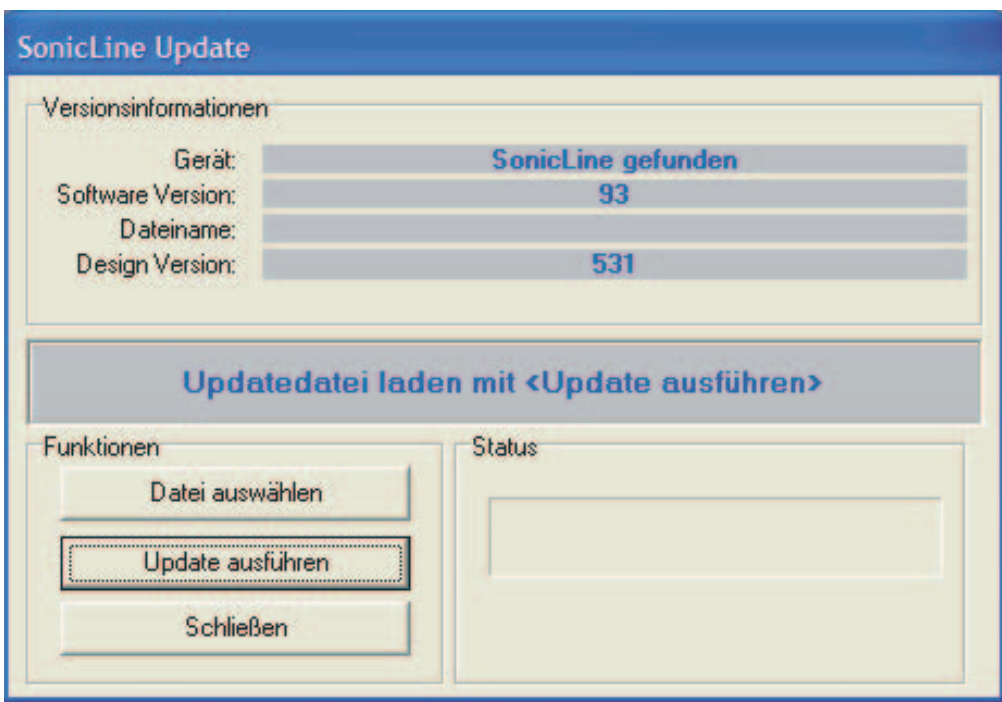 SonicLine Update
Versionsinformationen
Gerät: SonicLine gefunden
Software Version: 93
Dateiname:
Design Version: 531
Updatedatei laden mit <Update ausführen>
Funktionen
Datei auswählen
Update ausführen
Schließen
Status